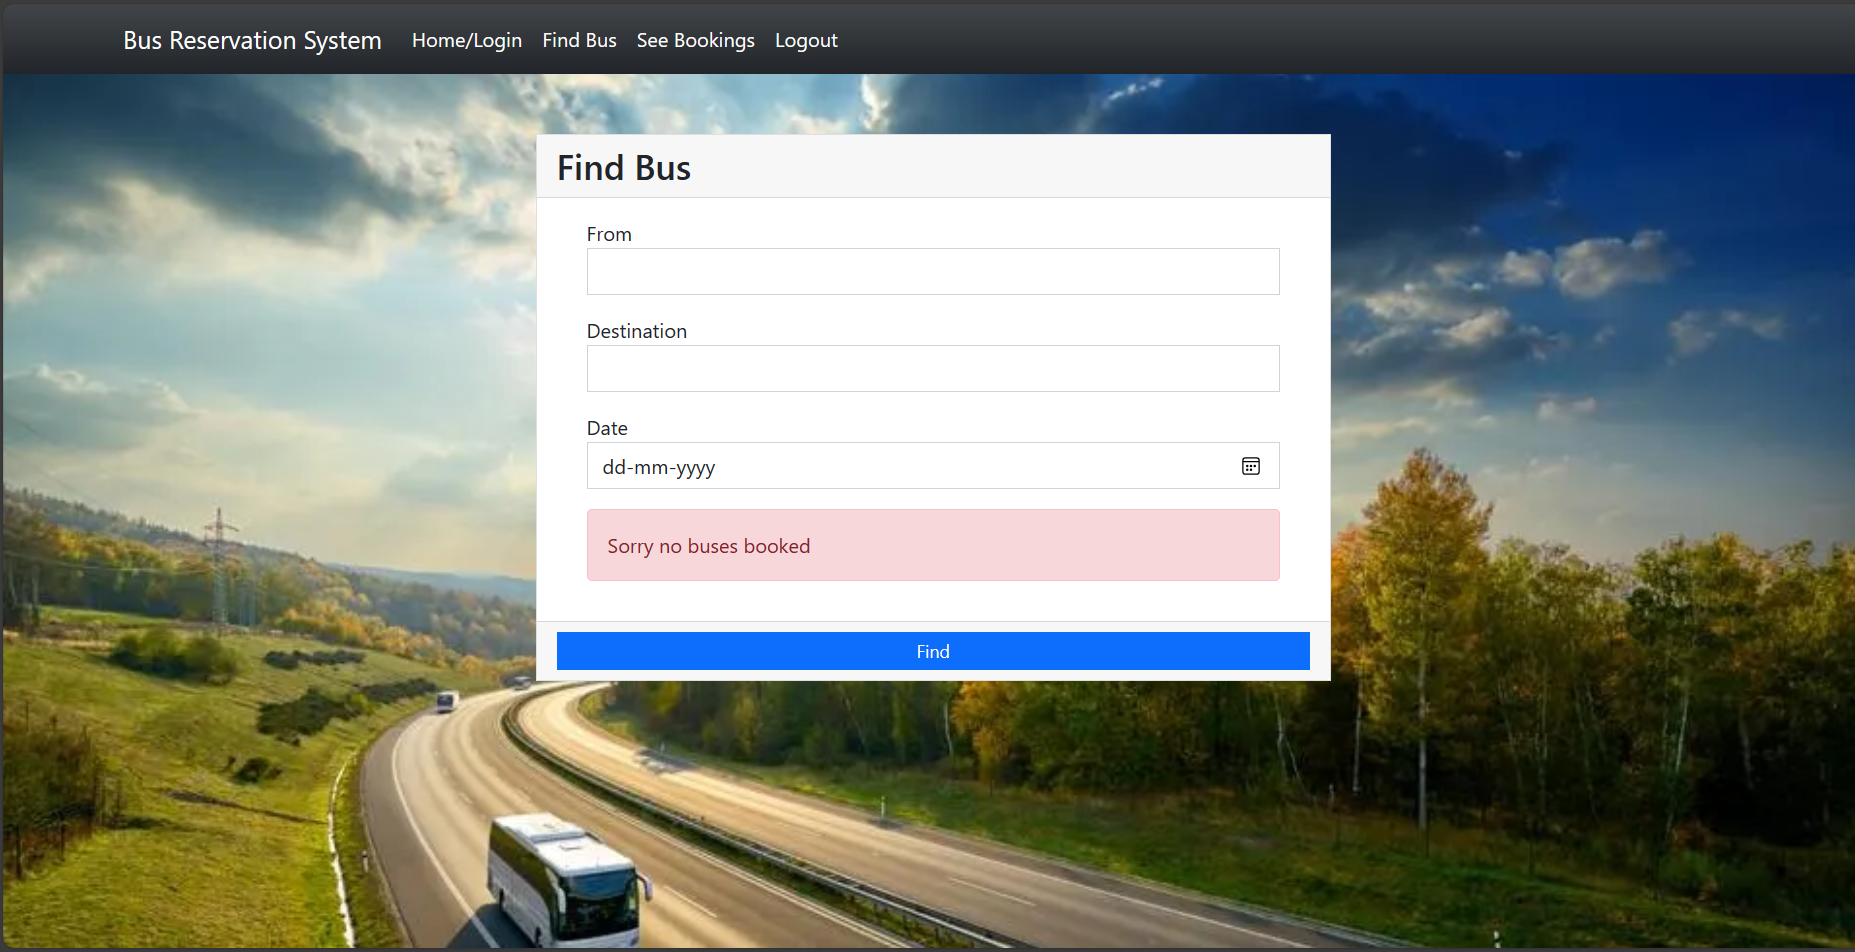 Bus Reservation System Home/Login Find Bus See Bookings Logout
Find Bus
From
Destination
Date
dd-mm-yyyy
Sorry no buses booked
Find